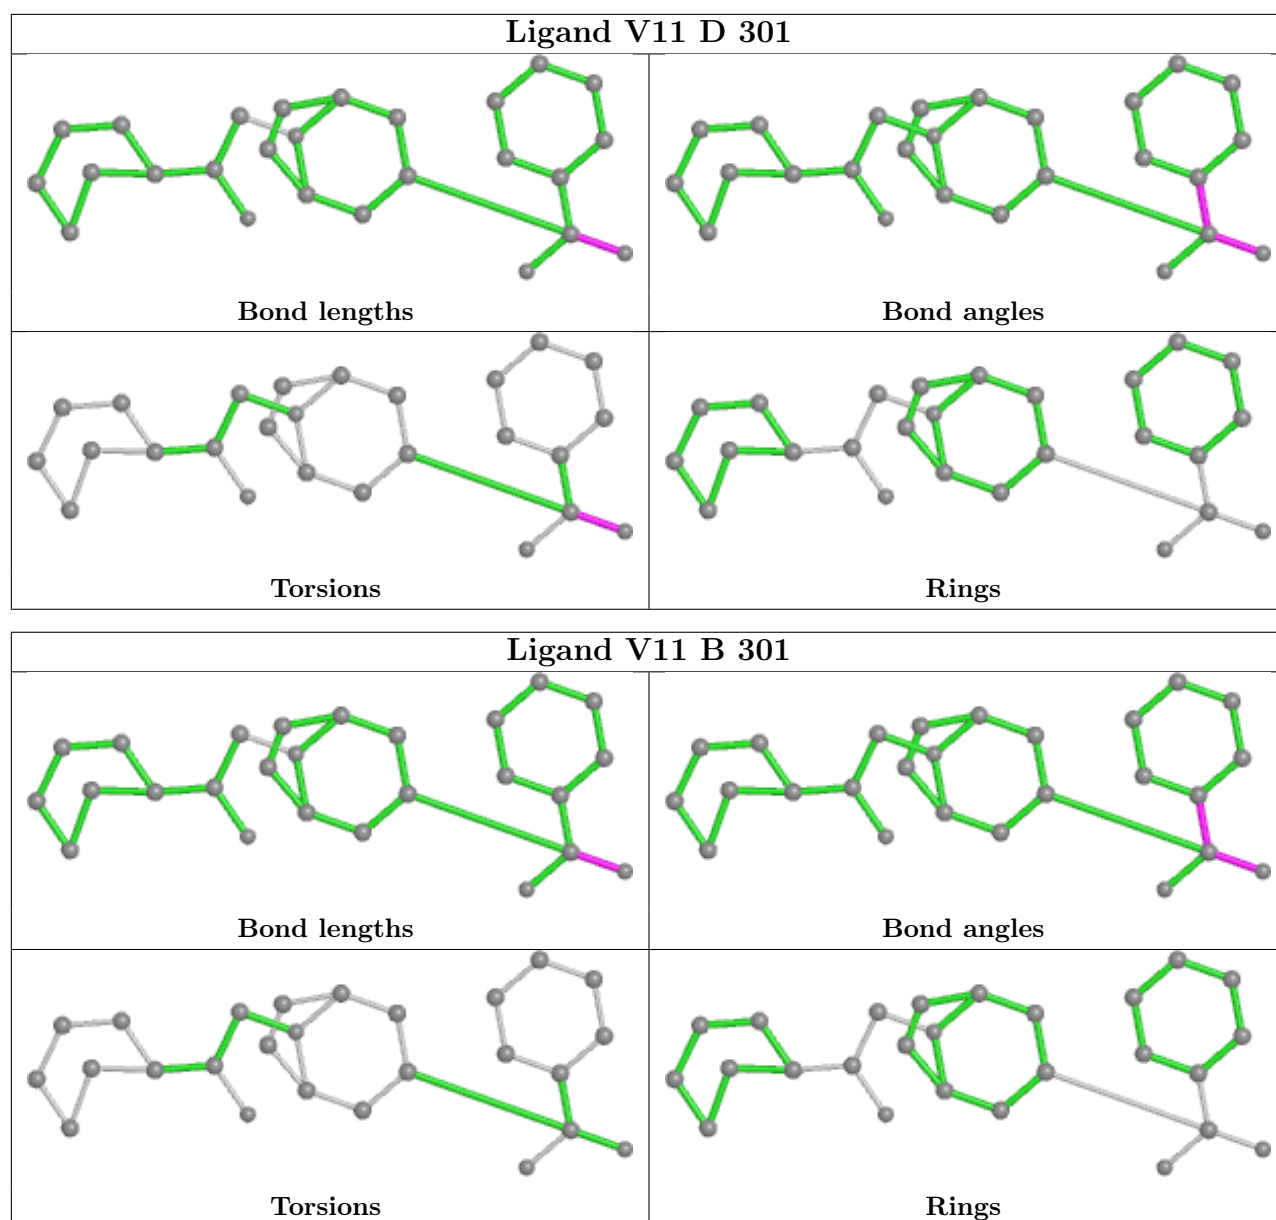 Ligand V11 D 301
Bond lengths
Bond angles
Torsions
Rings
Ligand V11 B 301
Bond lengths
Bond angles
Torsions
Rings